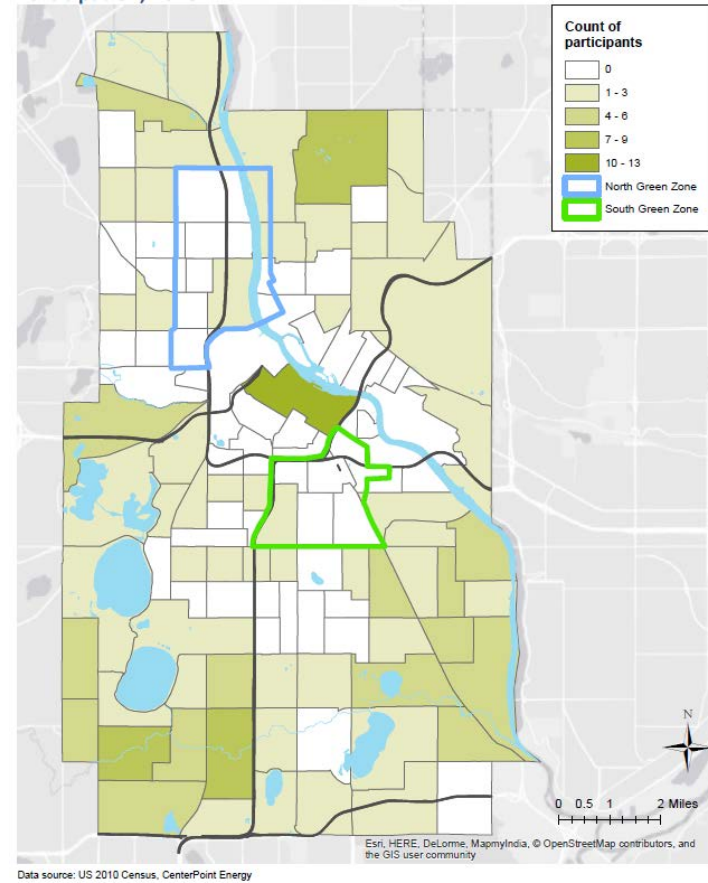 Count of
participants
0
1 - 3
4 - 6
7 - 9
10 - 13
North Green Zone
South Green Zone
N
0 0.5 1 2 Miles
Esri, HERE, DeLorme, MapmyIndia, © OpenStreetMap contributors, and
the GIS user community
Data source: US 2010 Census, CenterPoint Energy